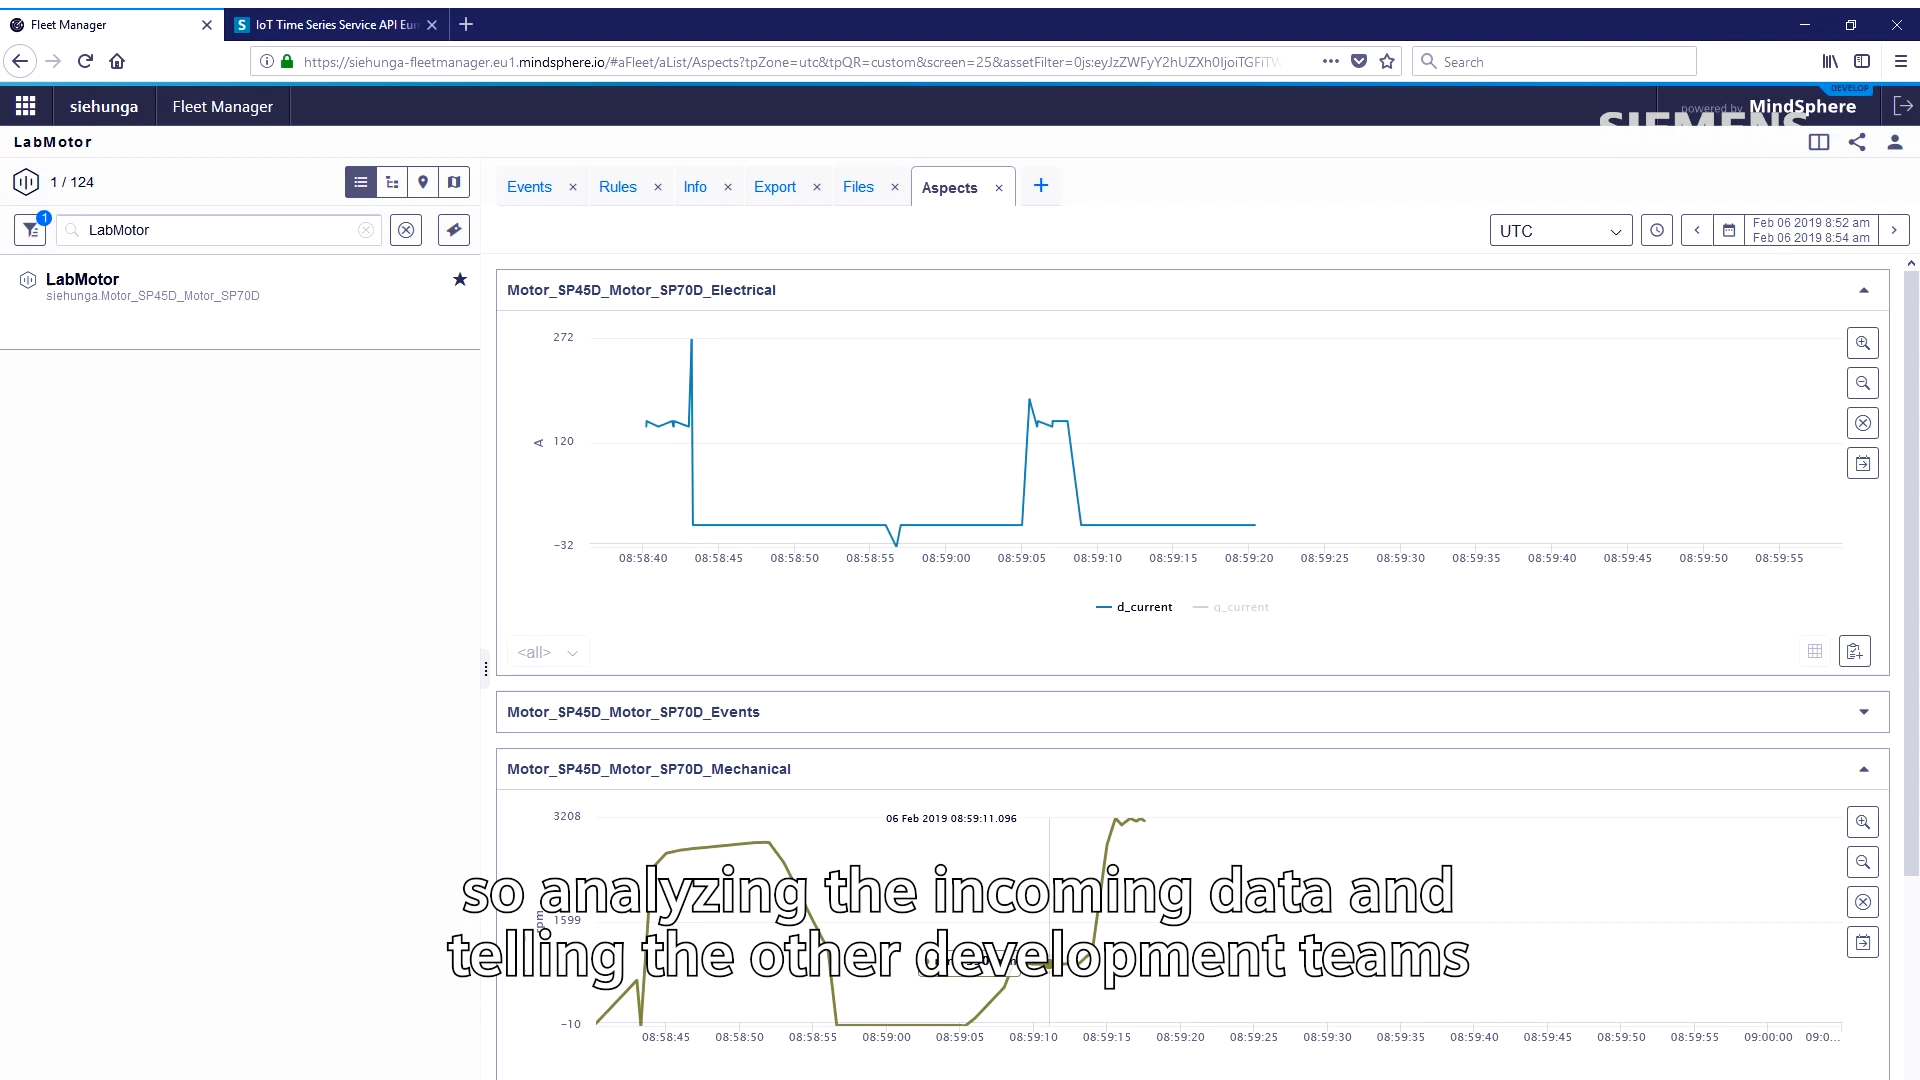 Fleet Manager
IoT Time Series Service API Eur
https://siehunga-fleetmanager.eu1.mindsphere.io/#aFleet/aList/Aspects?tpZone=utc&tpQR=custom&screen=25&assetFilter=0js:eyJzZWFyY2hUZXh0IjoiTGFiTW
Search
siehunga
Fleet Manager
DEVELOP
powered by MindSphere
SIEMENS
LabMotor
1 / 124
Events
Rules
Info
Export
Files
Aspects
1
LabMotor
UTC
Feb 06 2019 8:52 am
Feb 06 2019 8:54 am
LabMotor
siehunga.Motor_SP45D_Motor_SP70D
Motor_SP45D_Motor_SP70D_Electrical
272
A
120
-32
08:58:40 08:58:45 08:58:50 08:58:55 08:59:00 08:59:05 08:59:10 08:59:15 08:59:20 08:59:25 08:59:30 08:59:35 08:59:40 08:59:45 08:59:50 08:59:55
d_current q_current
<all>
Motor_SP45D_Motor_SP70D_Events
Motor_SP45D_Motor_SP70D_Mechanical
3208
06 Feb 2019 08:59:11.096
so analyzing the incoming data and
1599
telling the other development teams
-10
08:58:45 08:58:50 08:58:55 08:59:00 08:59:05 08:59:10 08:59:15 08:59:20 08:59:25 08:59:30 08:59:35 08:59:40 08:59:45 08:59:50 08:59:55 09:00:00 09:0...